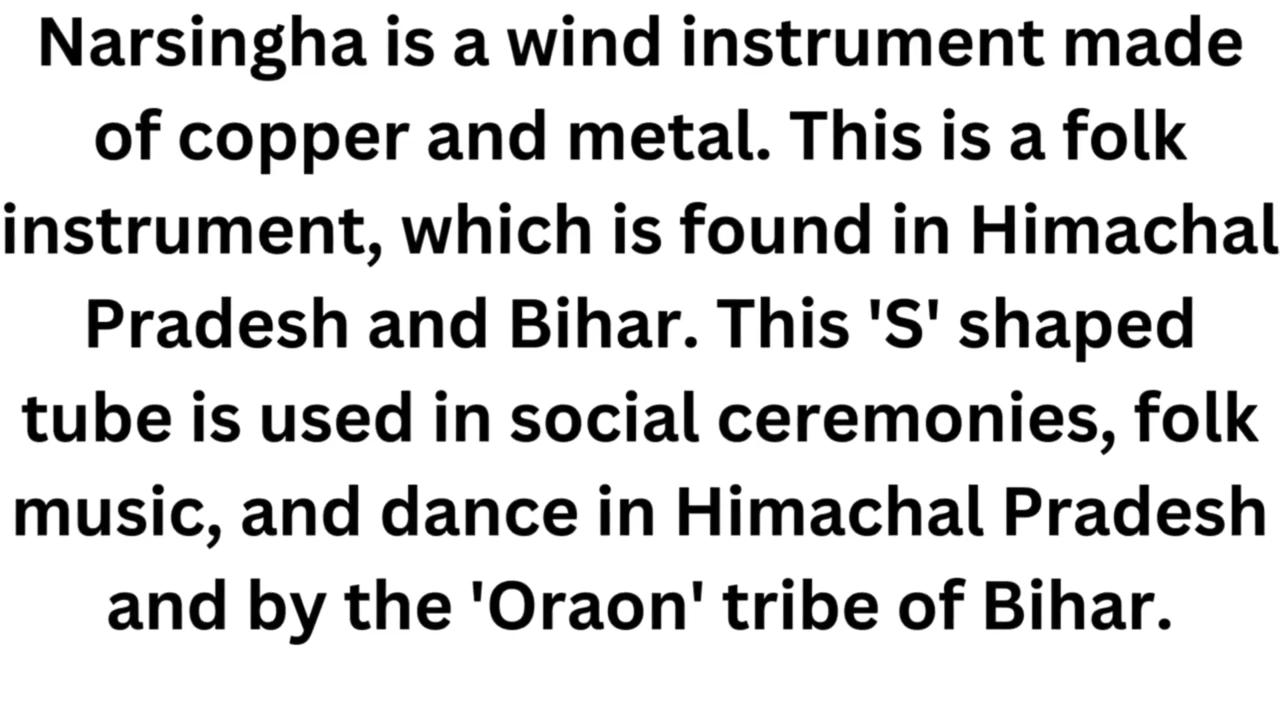 Narsingha is a wind instrument made
of copper and metal. This is a folk
instrument, which is found in Himachal
Pradesh and Bihar. This 'S' shaped
tube is used in social ceremonies, folk
music, and dance in Himachal Pradesh
and by the 'Oraon' tribe of Bihar.